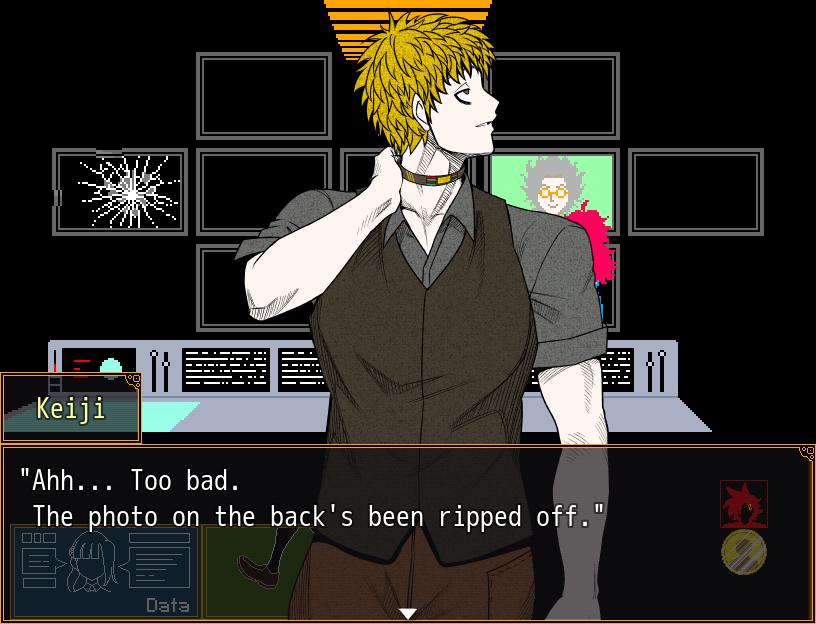 Keiji
"Ahh... Too bad.
The photo on the back's been ripped off."
Data